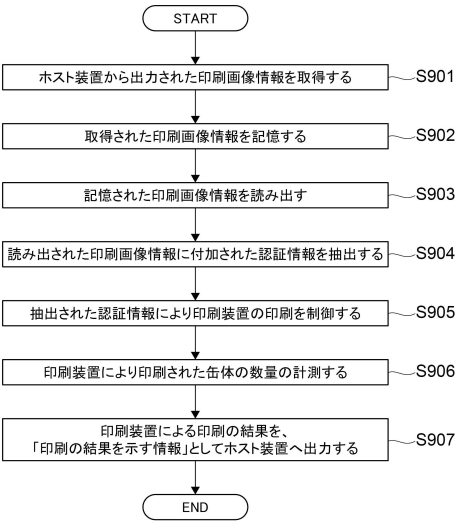 START
ホスト装置から出力された印刷画像情報を取得する
S901
取得された印刷画像情報を記憶する
S902
記憶された印刷画像情報を読み出す
S903
読み出された印刷画像情報に付加された認証情報を抽出する
S904
抽出された認証情報により印刷装置の印刷を制御する
S905
印刷装置により印刷された缶体の数量の計測する
S906
印刷装置による印刷の結果を、
「印刷の結果を示す情報」としてホスト装置へ出力する
S907
END